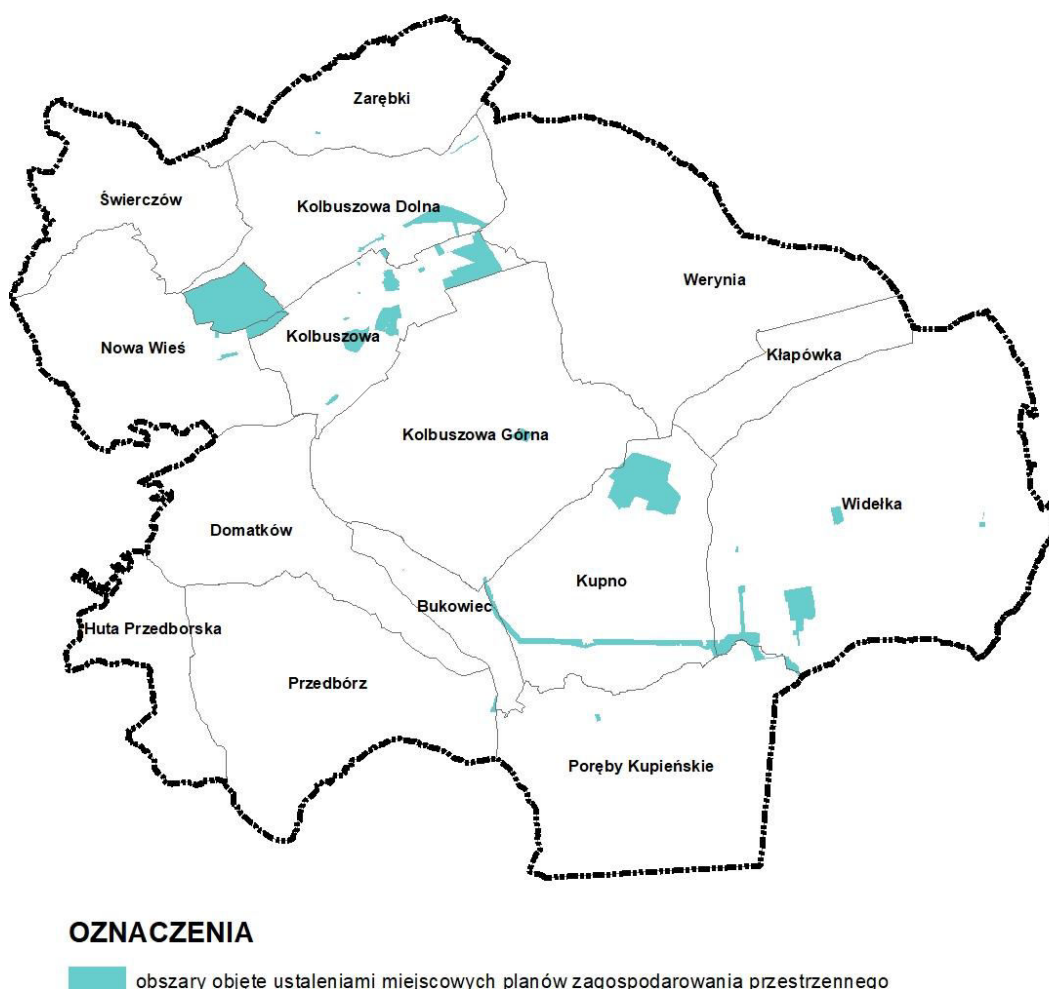 Zarębki
Świerczów
Kolbuszowa Dolna
Werynia
Nowa Wieś
Kolbuszowa
Kłapówka
Kolbuszowa Górna
Widełka
Domatków
Kupno
Bukowiec
Huta Przedborska
Przedbórz
Poręby Kupieńskie
OZNACZENIA
obszary objęte ustaleniami miejscowych planów zagospodarowania przestrzennego